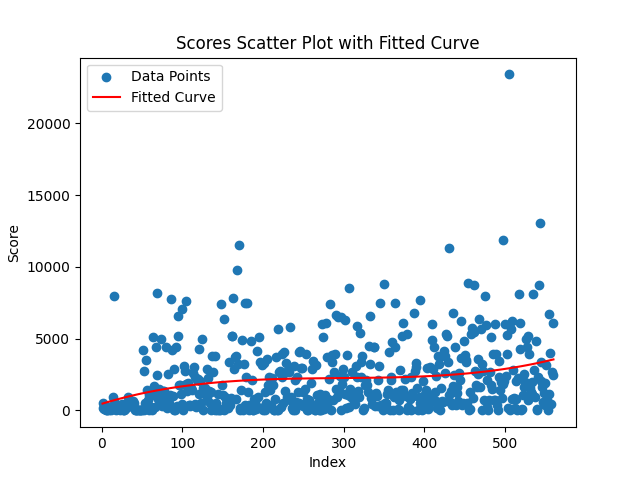 Scores Scatter Plot with Fitted Curve
Data Points
Fitted Curve
20000
15000
10000
5000
0
Score
0 100 200 300 400 500
Index